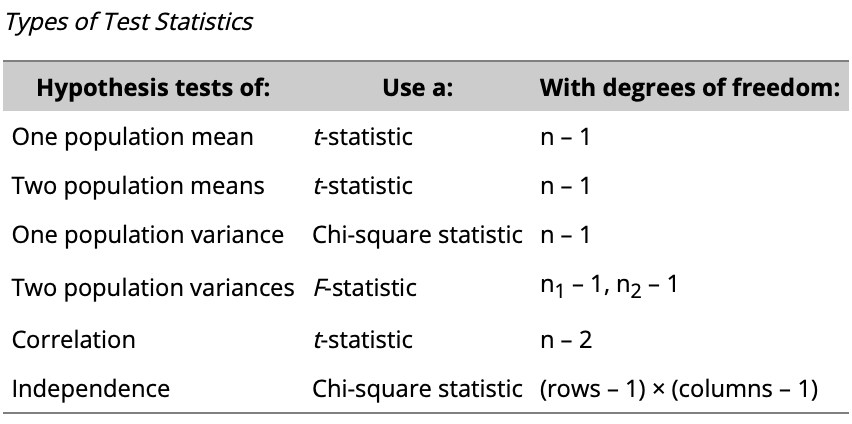 Types of Test Statistics
Hypothesis tests of: Use a: With degrees of freedom:
One population mean t-statistic n – 1
Two population means t-statistic n – 1
One population variance Chi-square statistic n – 1
Two population variances F-statistic n₁ – 1, n₂ – 1
Correlation t-statistic n – 2
Independence Chi-square statistic (rows – 1) × (columns – 1)